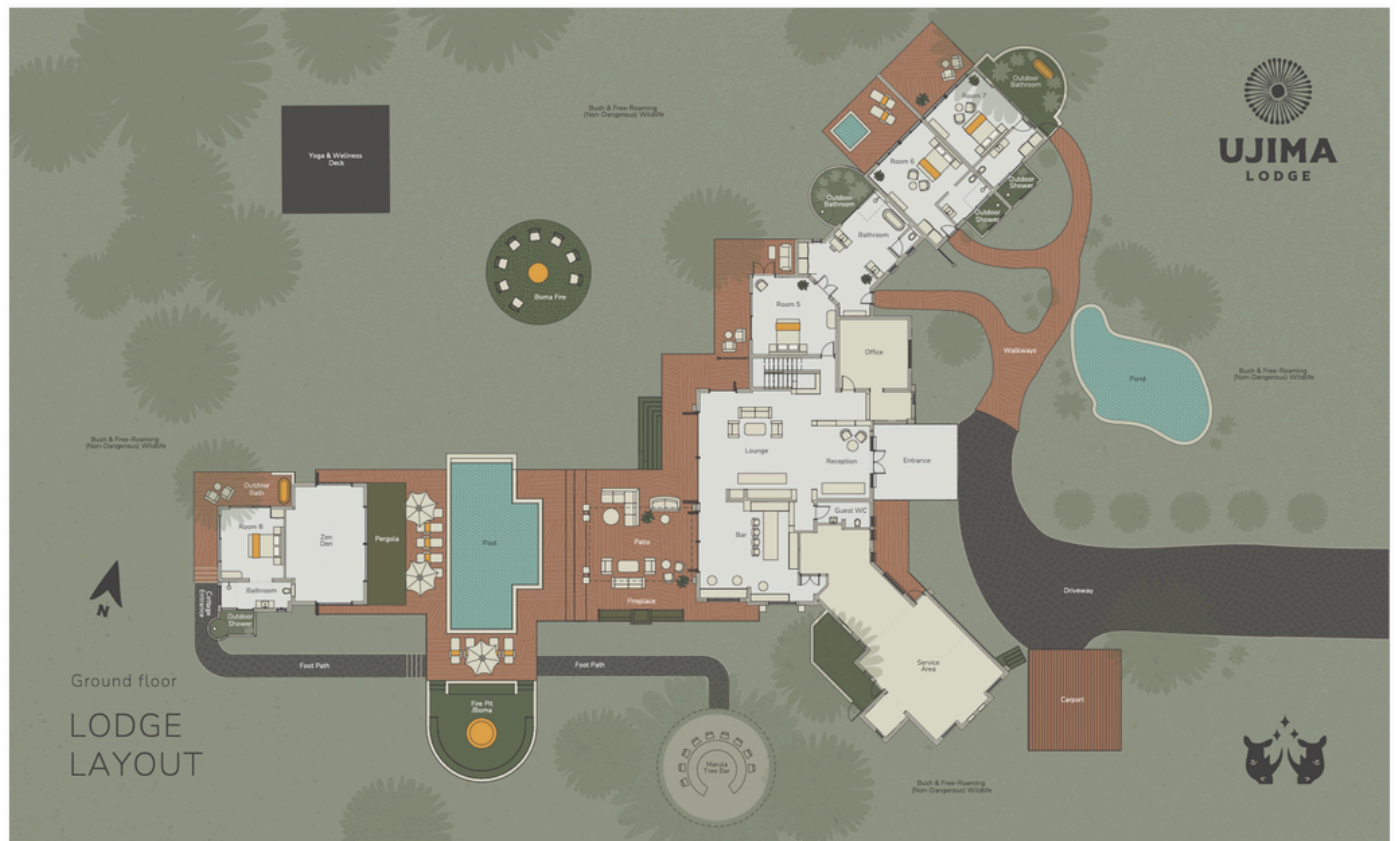 Bush & Free-Roaming
(Non-Dangerous) Wildlife
UJIMA
LODGE
Yoga & Wellness
Deck
Boma Fire
Outdoor
Bathroom
Room 7
Room 6
Outdoor
Shower
Outdoor
Shower
Outdoor
Bathroom
Bathroom
Room 5
Office
Walkways
Pond
Bush & Free-Roaming
(Non-Dangerous) Wildlife
Bush & Free-Roaming
(Non-Dangerous) Wildlife
Lounge
Reception
Entrance
Outdoor
Bath
Room 8
Zen
Den
Pergola
Pool
Patio
Bar
Guest WC
Fireplace
Bathroom
Cottage
Entrance
Outdoor
Shower
N
Driveway
Foot Path
Foot Path
Service
Area
Carport
Fire Pit
/Boma
Marula
Tree Bar
Ground floor
LODGE
LAYOUT
Bush & Free-Roaming
(Non-Dangerous) Wildlife